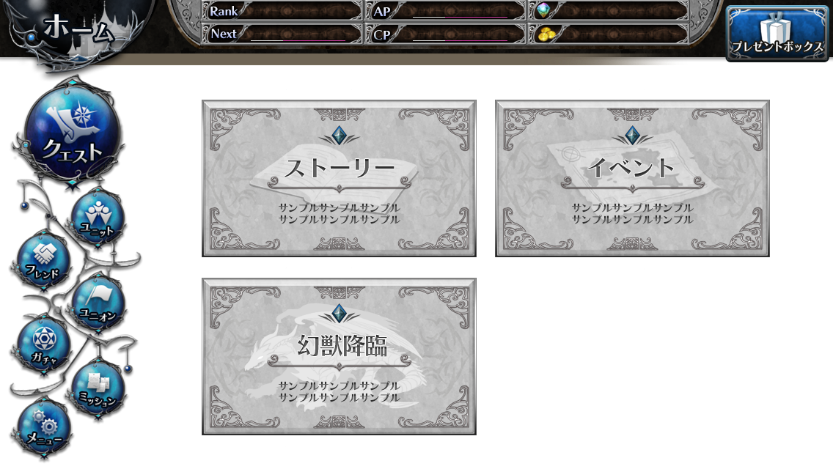 ホーム
Rank
AP
Next
CP
プレゼントボックス
クエスト
ユニット
フレンド
ユニオン
ガチャ
ミッション
メニュー
ストーリー
サンプルサンプルサンプル
サンプルサンプルサンプル
イベント
サンプルサンプルサンプル
サンプルサンプルサンプル
幻獣降臨
サンプルサンプルサンプル
サンプルサンプルサンプル